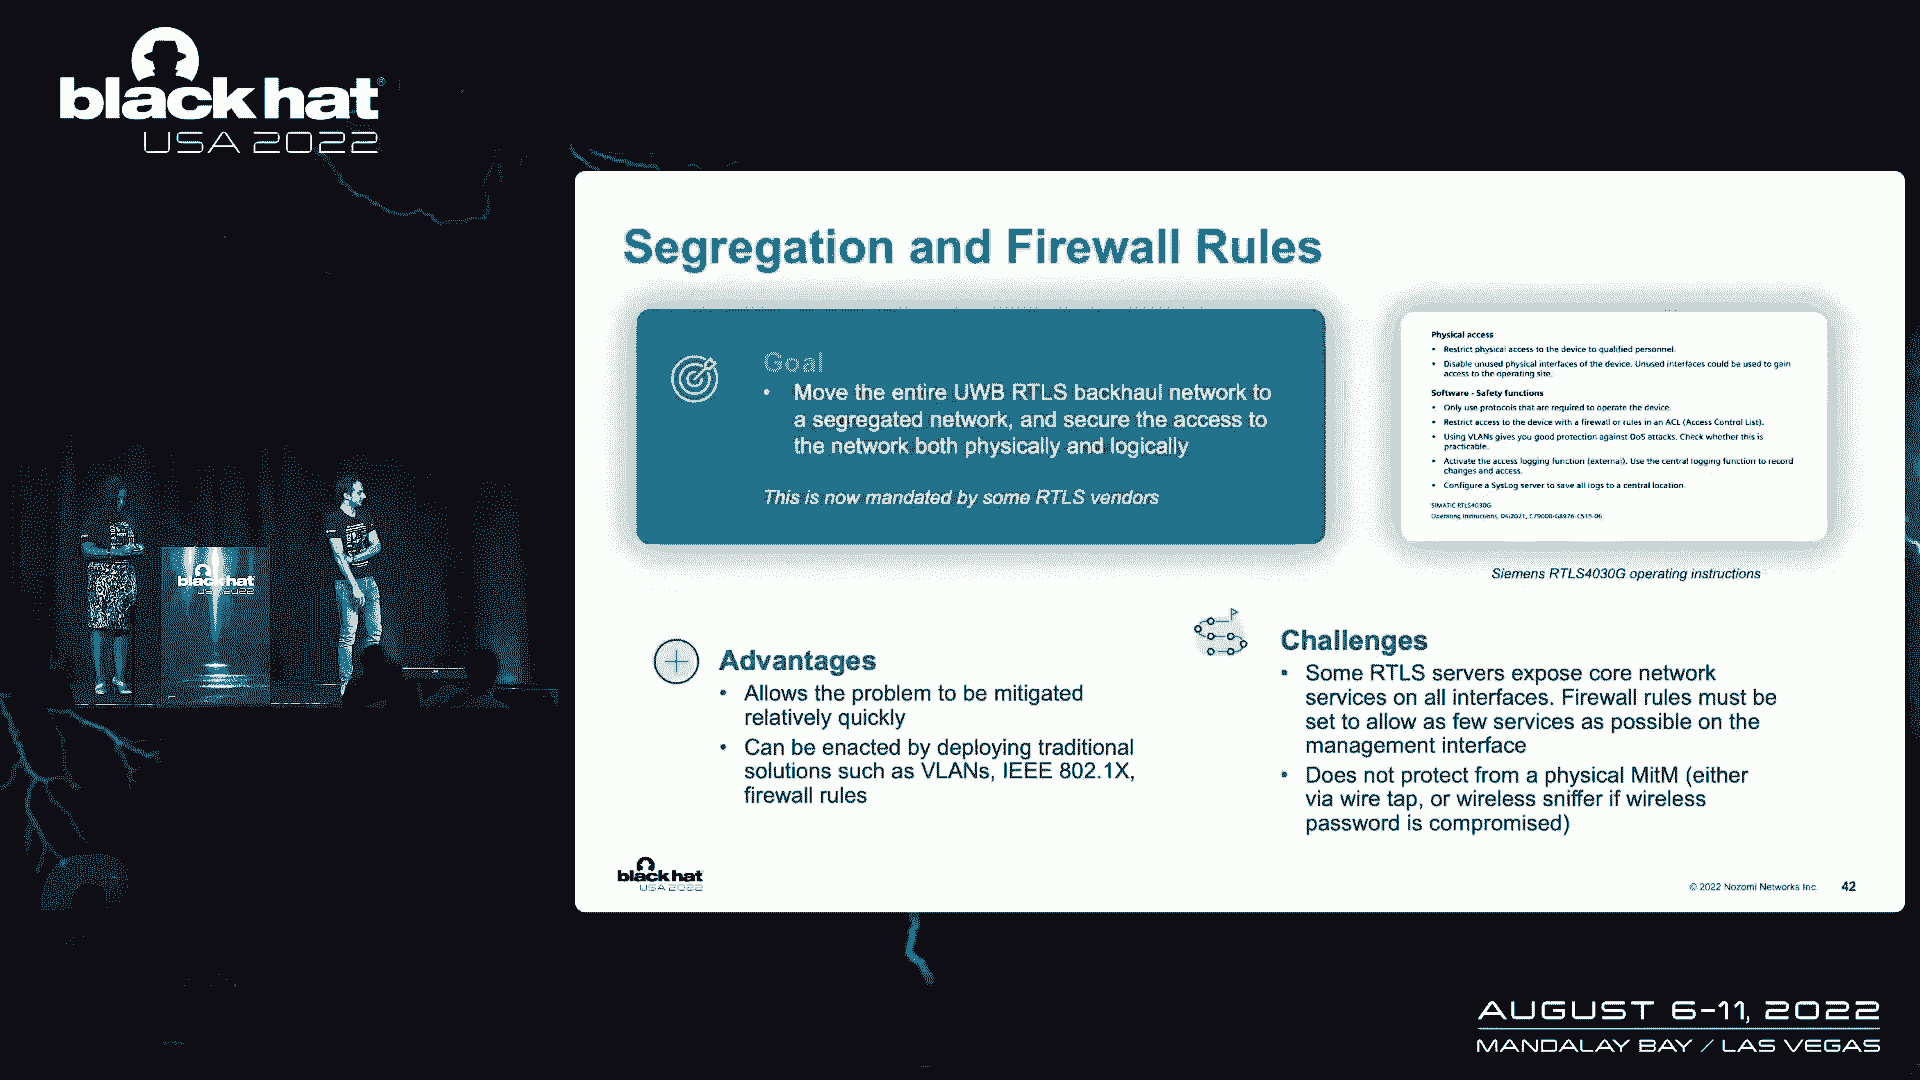 black hat®
USA 2022
Segregation and Firewall Rules
Goal
• Move the entire UWB RTLS backhaul network to
a segregated network, and secure the access to
the network both physically and logically
This is now mandated by some RTLS vendors
Physical access
• Restrict physical access to the device to qualified personnel.
• Disable unused physical interfaces of the device. Unused interfaces could be used to gain
access to the operating site.
Software - Safety functions
• Only use protocols that are required to operate the device.
• Restrict access to the device with a firewall or rules in an ACL (Access Control List).
• Using VLANs gives you good protection against DoS attacks. Check whether this is
practicable.
• Activate the access logging function (external). Use the central logging function to record
changes and access.
• Configure a SysLog server to save all logs to a central location.
SIMATIC RTLS4030G
Operating Instructions, 04/2021, C79000-G8976-C515-06
Siemens RTLS4030G operating instructions
Advantages
• Allows the problem to be mitigated
relatively quickly
• Can be enacted by deploying traditional
solutions such as VLANs, IEEE 802.1X,
firewall rules
Challenges
• Some RTLS servers expose core network
services on all interfaces. Firewall rules must be
set to allow as few services as possible on the
management interface
• Does not protect from a physical MitM (either
via wire tap, or wireless sniffer if wireless
password is compromised)
black hat
USA 2022
© 2022 Nozomi Networks Inc.
42
black hat
USA 2022
AUGUST 6-11, 2022
MANDALAY BAY / LAS VEGAS